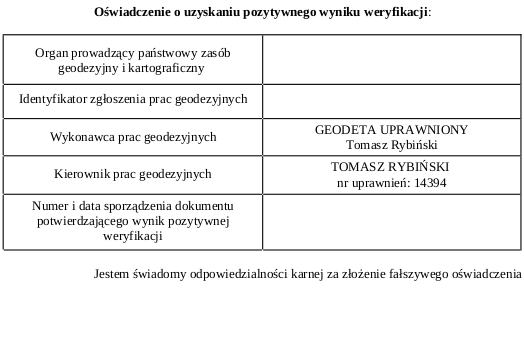 Oświadczenie o uzyskaniu pozytywnego wyniku weryfikacji:
Organ prowadzący państwowy zasób
geodezyjny i kartograficzny
Identyfikator zgłoszenia prac geodezyjnych
Wykonawca prac geodezyjnych
GEODETA UPRAWNIONY
Tomasz Rybiński
Kierownik prac geodezyjnych
TOMASZ RYBIŃSKI
nr uprawnień: 14394
Numer i data sporządzenia dokumentu
potwierdzającego wynik pozytywnej
weryfikacji
Jestem świadomy odpowiedzialności karnej za złożenie fałszywego oświadczenia